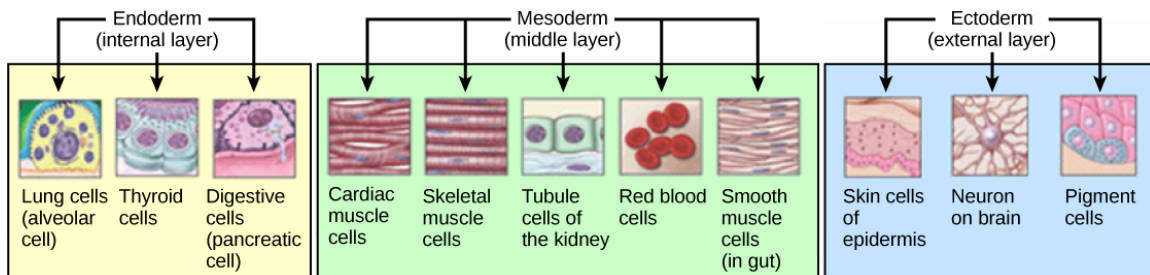 Endoderm
(internal layer)
Mesoderm
(middle layer)
Ectoderm
(external layer)
Lung cells
(alveolar
cell)
Thyroid
cells
Digestive
cells
(pancreatic
cell)
Cardiac
muscle
cells
Skeletal
muscle
cells
Tubule
cells of
the kidney
Red blood
cells
Smooth
muscle
cells
(in gut)
Skin cells
of
epidermis
Neuron
on brain
Pigment
cells